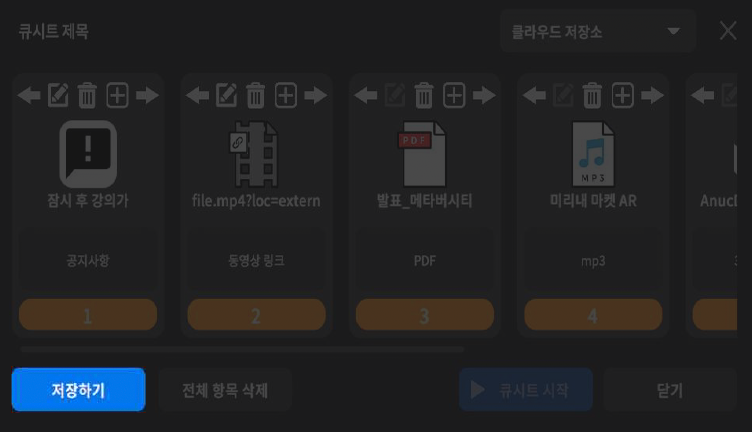 큐시트 제목
클라우드 저장소
잠시 후 강의가
공지사항
1
file.mp4?loc=extern
동영상 링크
2
PDF
발표_메타버시티
PDF
3
MP3
미리내 마켓 AR
mp3
4
저장하기
전체 항목 삭제
큐시트 시작
닫기